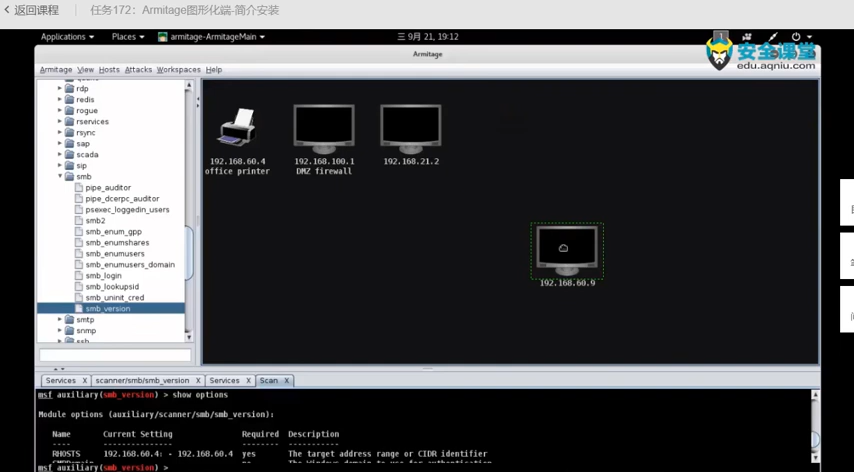 返回课程
任务172：Armitage图形化端-简介安装
Applications Places armitage-ArmitageMain 三 9月 21, 19:12
1
安全课堂
edu.aqniu.com
Armitage
Armitage View Hosts Attacks Workspaces Help
rdp
redis
rogue
rservices
rsync
sap
scada
sip
smb
pipe_auditor
pipe_dcerpc_auditor
psexec_loggedin_users
smb2
smb_enum_gpp
smb_enumshares
smb_enumusers
smb_enumusers_domain
smb_login
smb_lookupsid
smb_uninit_cred
smb_version
smtp
snmp
ssh
192.168.60.4
office printer
192.168.100.1
DMZ firewall
192.168.21.2
192.168.60.9
Services X scanner/smb/smb_version X Services X Scan X
msf auxiliary(smb_version) > show options
Module options (auxiliary/scanner/smb/smb_version):
Name Current Setting Required Description
---- --------------- -------- -----------
RHOSTS 192.168.60.4: - 192.168.60.4 yes The target address range or CIDR identifier
msf auxiliary(smb_version) >